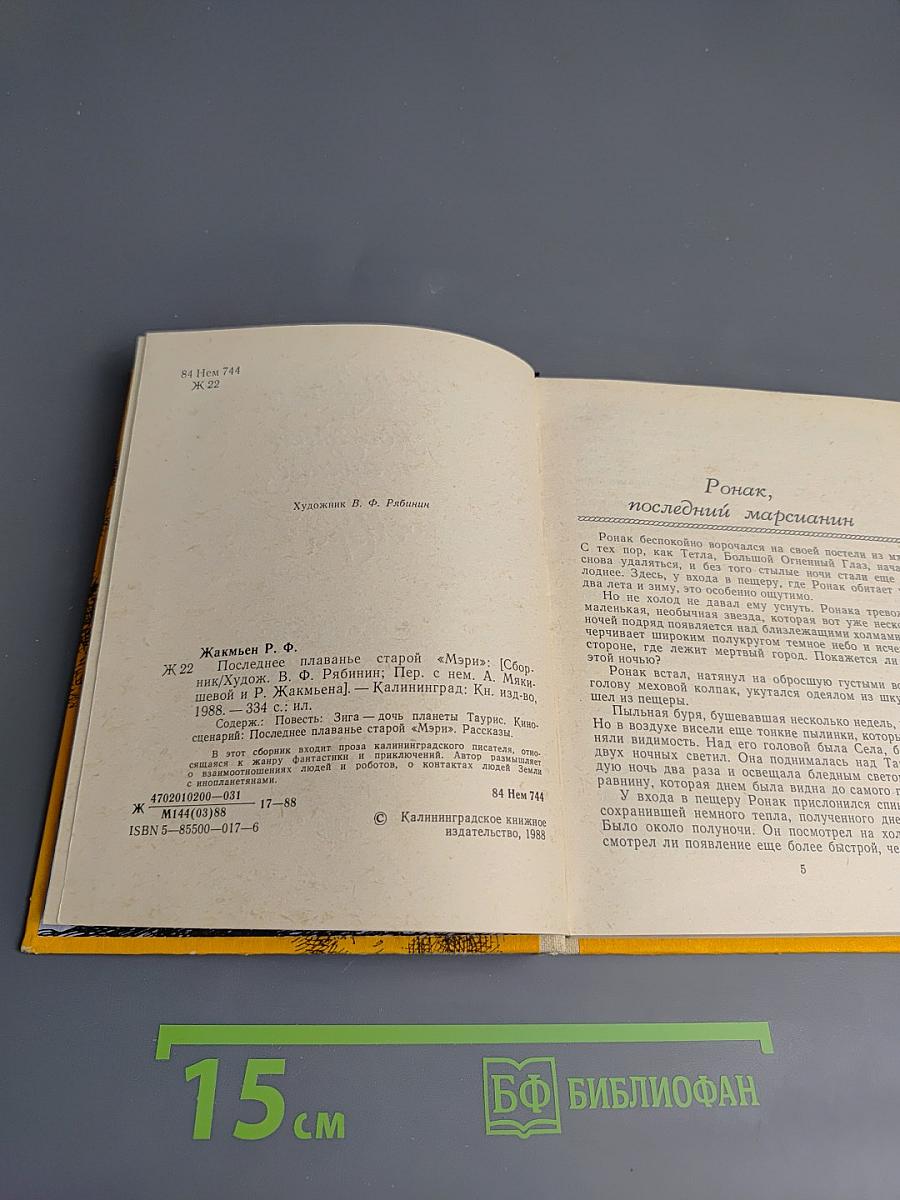 84 Нем 744
Ж 22
Художник В. Ф. Рябинин
Жакмьен Р. Ф.
Ж 22 Последнее плаванье старой «Мэри»: [Сбор-
ник/Худож. В. Ф. Рябинин; Пер. с нем. А. Мяки-
шевой и Р. Жакмьена]. — Калининград: Кн. изд-во,
1988. — 334 с.: ил.
Содерж.: Повесть: Зига — дочь планеты Таурис. Кино-
сценарий: Последнее плаванье старой «Мэри». Рассказы.
В этот сборник входит проза калининградского писателя, отно-
сящаяся к жанру фантастики и приключений. Автор размышляет
о взаимоотношениях людей и роботов, о контактах людей Земли
с инопланетянами.
Ж 4702010200—031
М144(03)88 17—88
84 Нем 744
ISBN 5—85500—017—6
© Калининградское книжное
издательство, 1988
Ронак,
последний марсианин
Ронак беспокойно ворочался на своей постели из
С тех пор, как Тетла, Большой Огненный Глаз, нача
снова удаляться, и без того стылые ночи стали еще
лоднее. Здесь, у входа в пещеру, где Ронак обитает
два лета и зиму, это особенно ощутимо.
Но не холод не давал ему уснуть. Ронака трево
маленькая, необычная звезда, которая вот уже неск
ночей подряд появляется над близлежащими холмам
черчивает широким полукругом темное небо и исче
стороне, где лежит мертвый город. Покажется ли
этой ночью?
Ронак встал, натянул на обросшую густыми во
голову меховой колпак, укутался одеялом из шку
шел из пещеры.
Пыльная буря, бушевавшая несколько недель,
Но в воздухе висели еще тонкие пылинки, которы
няли видимость. Над его головой была Села, б
двух ночных светил. Она поднималась над Та
дую ночь два раза и освещала бледным свето
равнину, которая днем была видна до самого г
У входа в пещеру Ронак прислонился спин
сохранившей немного тепла, полученного дне
Было около полуночи. Он посмотрел на хол
смотрел ли появление еще более быстрой, че
5
15 см
БФ БИБЛИОФАН